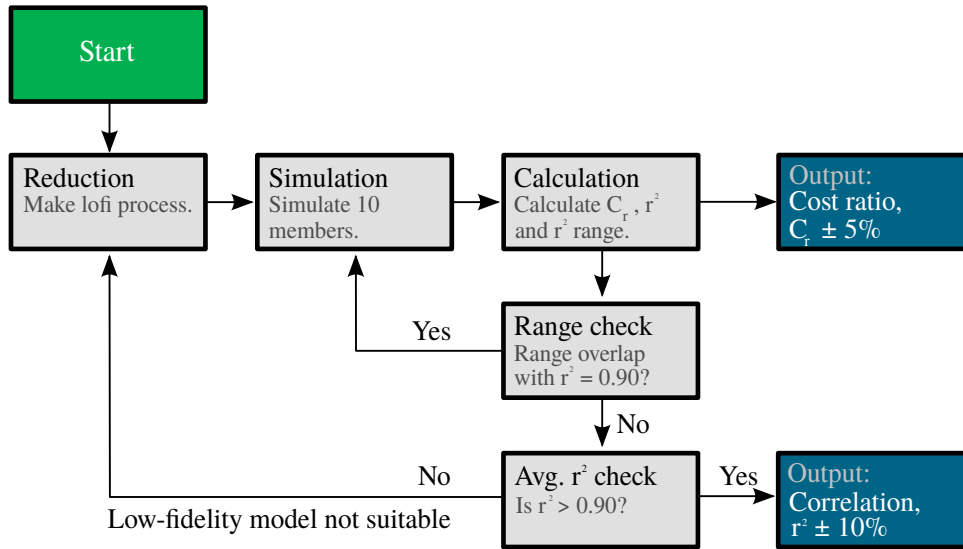 Start
Reduction
Make lofi process.
Simulation
Simulate 10
members.
Calculation
Calculate Cᵣ , r²
and r² range.
Output:
Cost ratio,
Cᵣ ± 5%
Yes
Range check
Range overlap
with r² = 0.90?
No
No
Low-fidelity model not suitable
Avg. r² check
Is r² > 0.90?
Yes
Output:
Correlation,
r² ± 10%